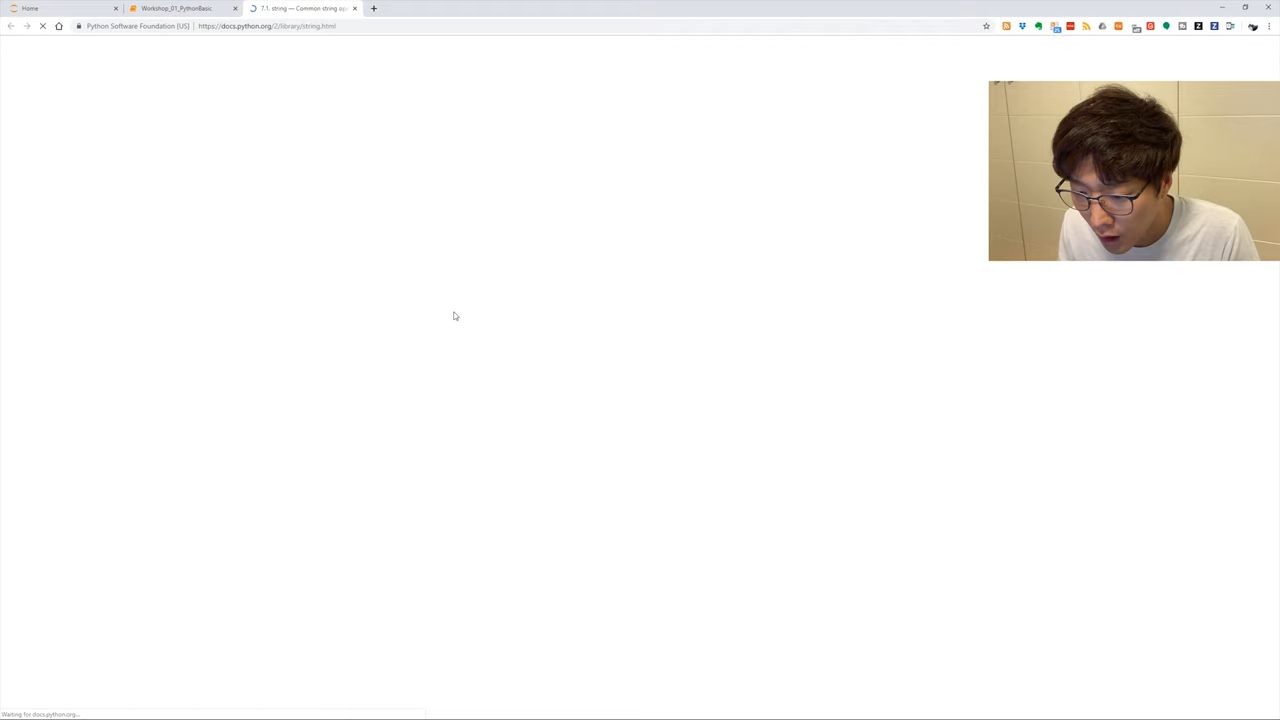 Home
Workshop_01_PythonBasic
7.1. string — Common string op
Python Software Foundation [US]
https://docs.python.org/2/library/string.html
Waiting for docs.python.org...